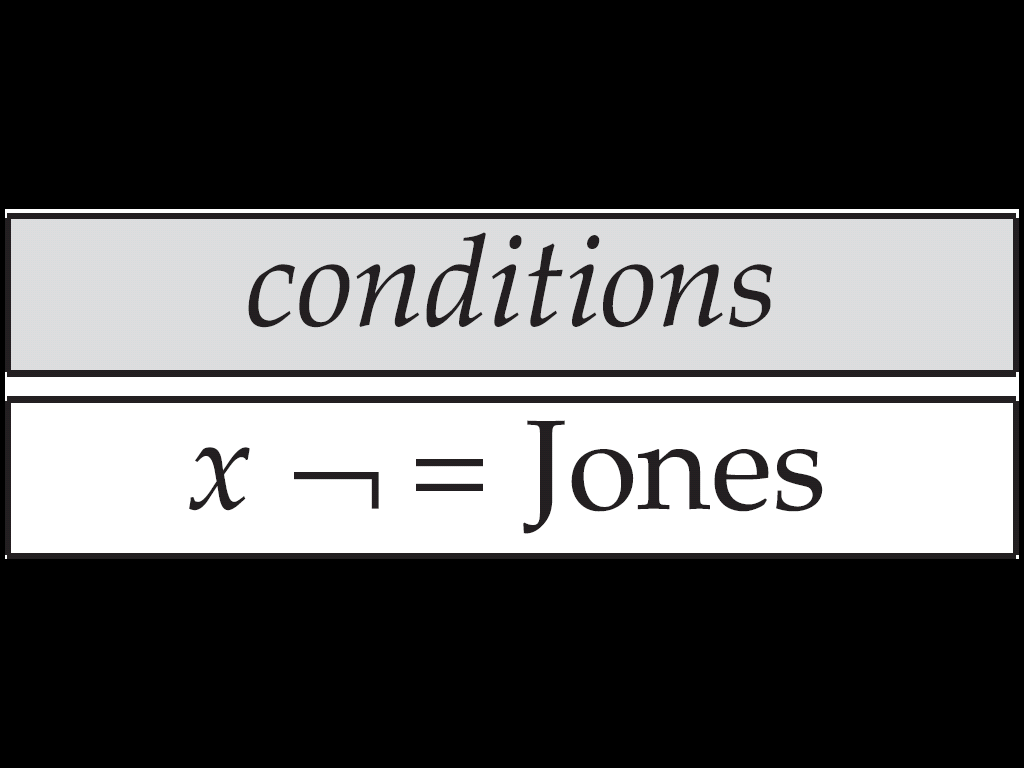 conditions
x ¬ = Jones